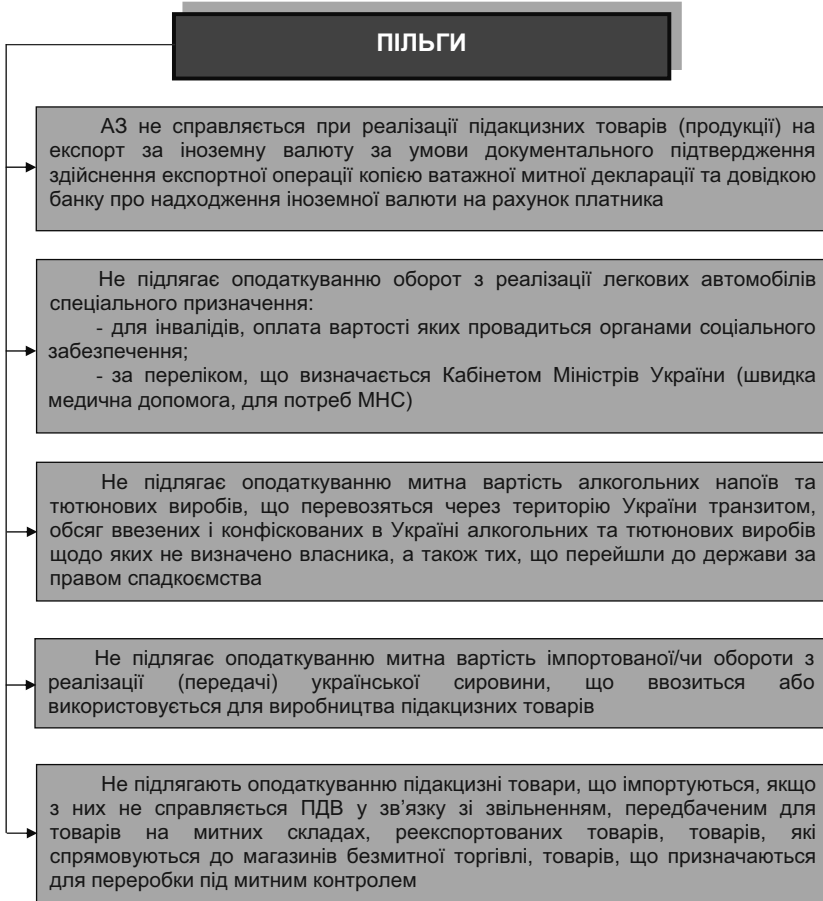 ПІЛЬГИ
АЗ не справляється при реалізації підакцизних товарів (продукції) на
експорт за іноземну валюту за умови документального підтвердження
здійснення експортної операції копією ватажної митної декларації та довідкою
банку про надходження іноземної валюти на рахунок платника
Не підлягає оподаткуванню оборот з реалізації легкових автомобілів
спеціального призначення:
- для інвалідів, оплата вартості яких провадиться органами соціального
забезпечення;
- за переліком, що визначається Кабінетом Міністрів України (швидка
медична допомога, для потреб МНС)
Не підлягає оподаткуванню митна вартість алкогольних напоїв та
тютюнових виробів, що перевозяться через територію України транзитом,
обсяг ввезених і конфіскованих в Україні алкогольних та тютюнових виробів
щодо яких не визначено власника, а також тих, що перейшли до держави за
правом спадкоємства
Не підлягає оподаткуванню митна вартість імпортованої/чи обороти з
реалізації (передачі) української сировини, що ввозиться або
використовується для виробництва підакцизних товарів
Не підлягають оподаткуванню підакцизні товари, що імпортуються, якщо
з них не справляється ПДВ у зв’язку зі звільненням, передбаченим для
товарів на митних складах, реекспортованих товарів, товарів, які
спрямовуються до магазинів безмитної торгівлі, товарів, що призначаються
для переробки під митним контролем